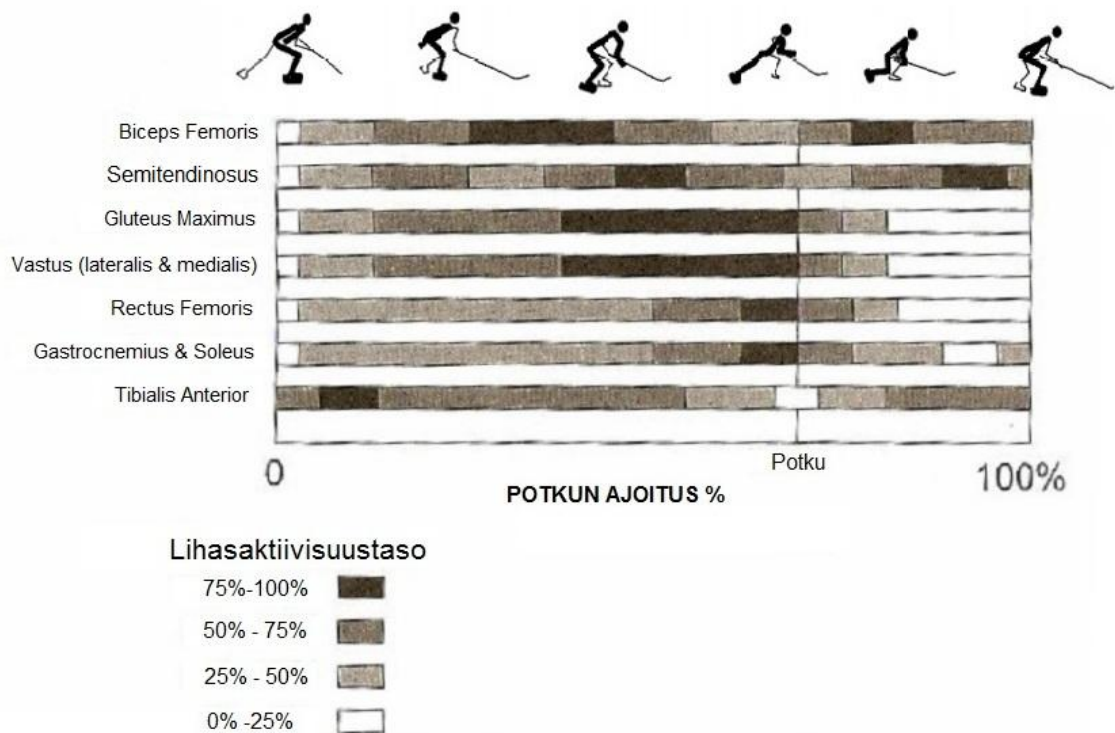 Biceps Femoris
Semitendinosus
Gluteus Maximus
Vastus (lateralis & medialis)
Rectus Femoris
Gastrocnemius & Soleus
Tibialis Anterior
0
Potku
100%
POTKUN AJOITUS %
Lihasaktiivisuustaso
75%-100%
50% - 75%
25% - 50%
0% -25%